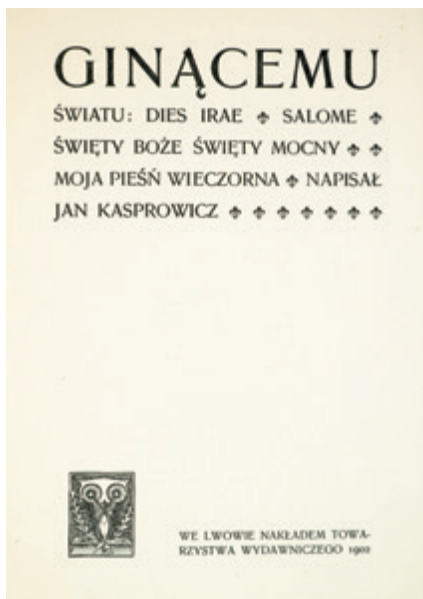 GINĄCEMU
ŚWIATU: DIES IRAE ⚜ SALOME ⚜
ŚWIĘTY BOŻE ŚWIĘTY MOCNY ⚜ ⚜
MOJA PIEŚŃ WIECZORNA ⚜ NAPISAŁ
JAN KASPROWICZ ⚜ ⚜ ⚜ ⚜ ⚜ ⚜ ⚜
WE LWOWIE NAKŁADEM TOWA-
RZYSTWA WYDAWNICZEGO 1902